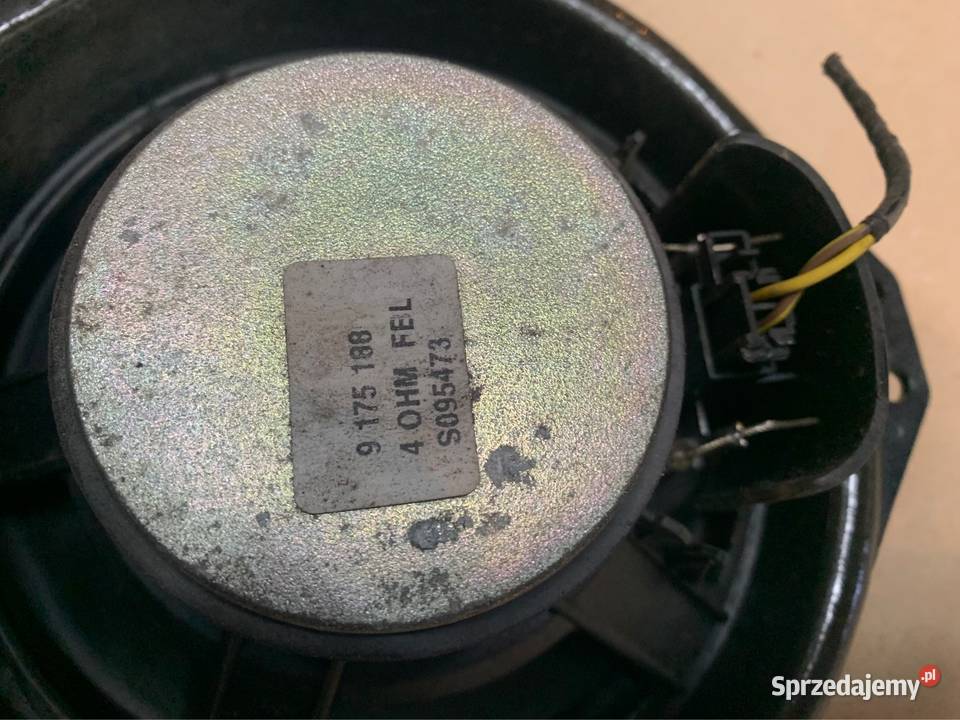 9 175 188
4 OHM FEL
S095473
Sprzedajemy.pl